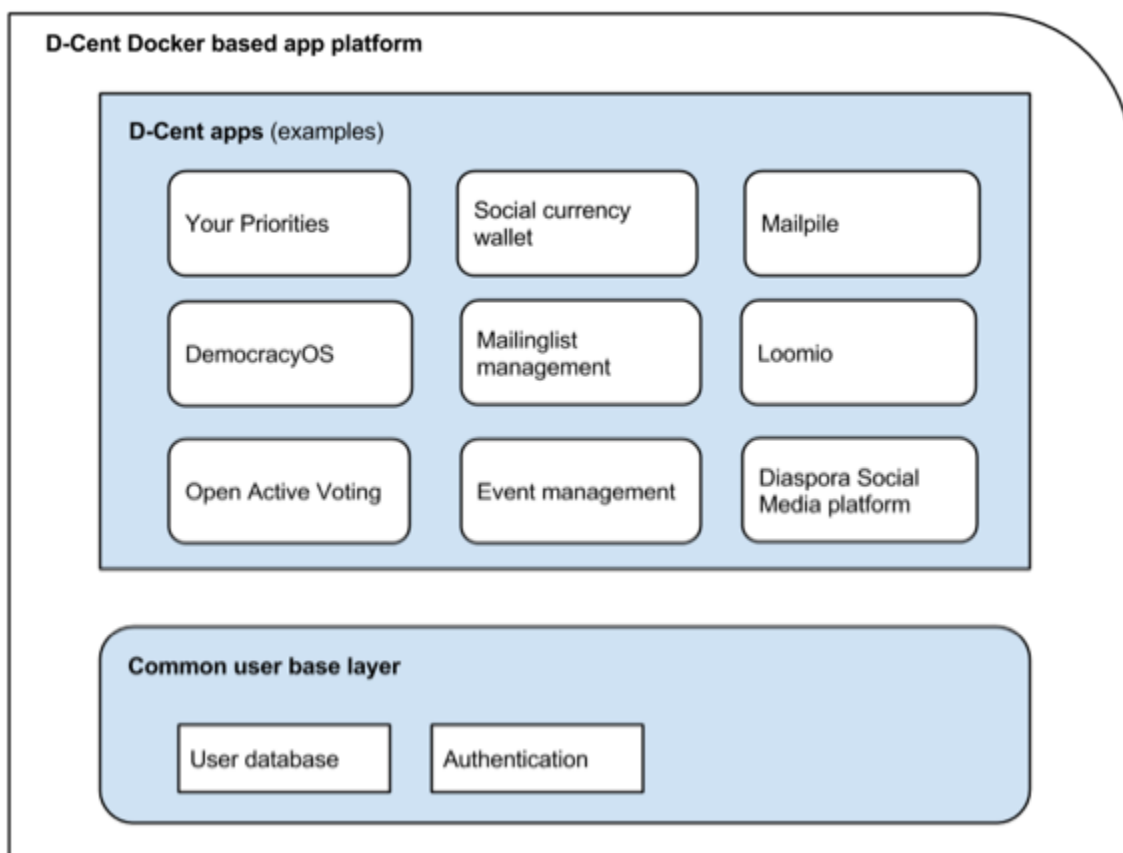 D-Cent Docker based app platform
D-Cent apps (examples)
Your Priorities
Social currency
wallet
Mailpile
DemocracyOS
Mailinglist
management
Loomio
Open Active Voting
Event management
Diaspora Social
Media platform
Common user base layer
User database
Authentication